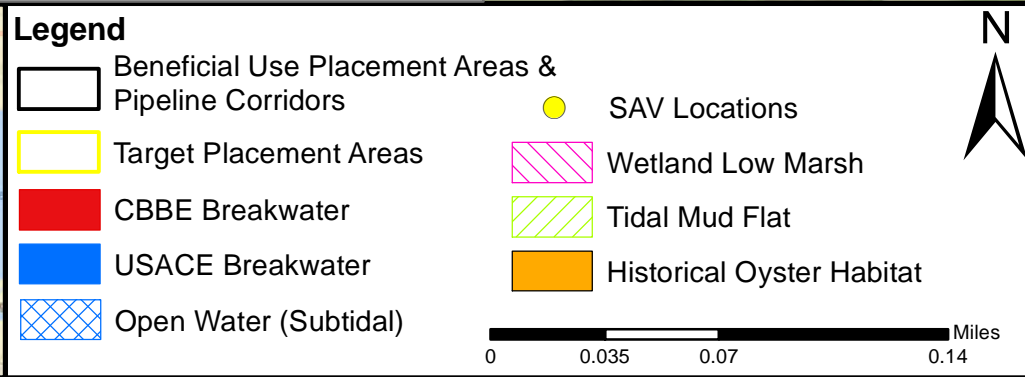 Legend
N
Beneficial Use Placement Areas &
Pipeline Corridors
Target Placement Areas
CBBE Breakwater
USACE Breakwater
Open Water (Subtidal)
SAV Locations
Wetland Low Marsh
Tidal Mud Flat
Historical Oyster Habitat
Miles
0 0.035 0.07 0.14